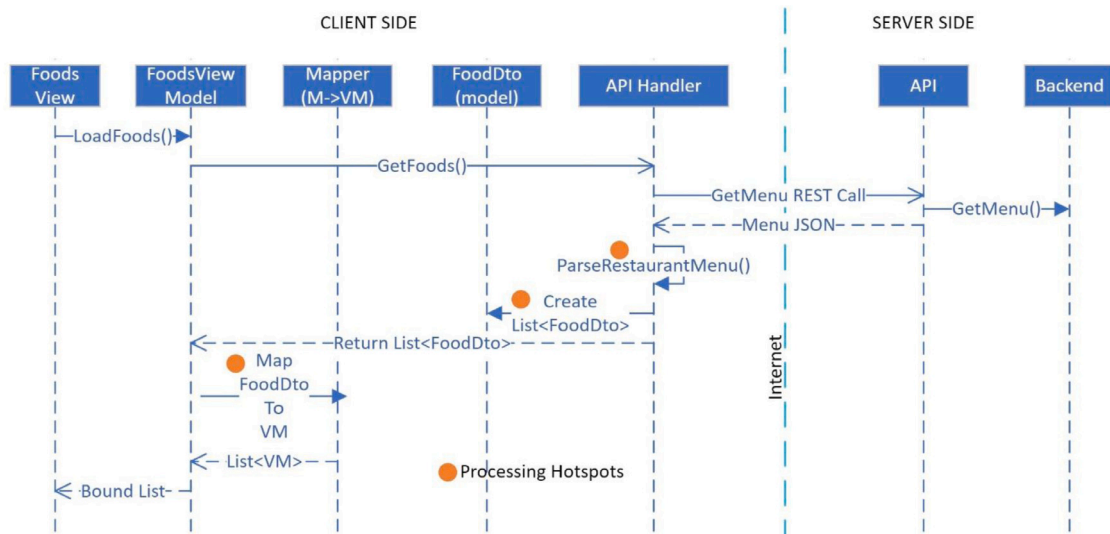 CLIENT SIDE
SERVER SIDE
Foods
View
FoodsView
Model
Mapper
(M->VM)
FoodDto
(model)
API Handler
API
Backend
LoadFoods()
GetFoods()
GetMenu REST Call
GetMenu()
Menu JSON
ParseRestaurantMenu()
Create
List<FoodDto>
Return List<FoodDto>
Map
FoodDto
To
VM
Internet
List<VM>
Processing Hotspots
Bound List